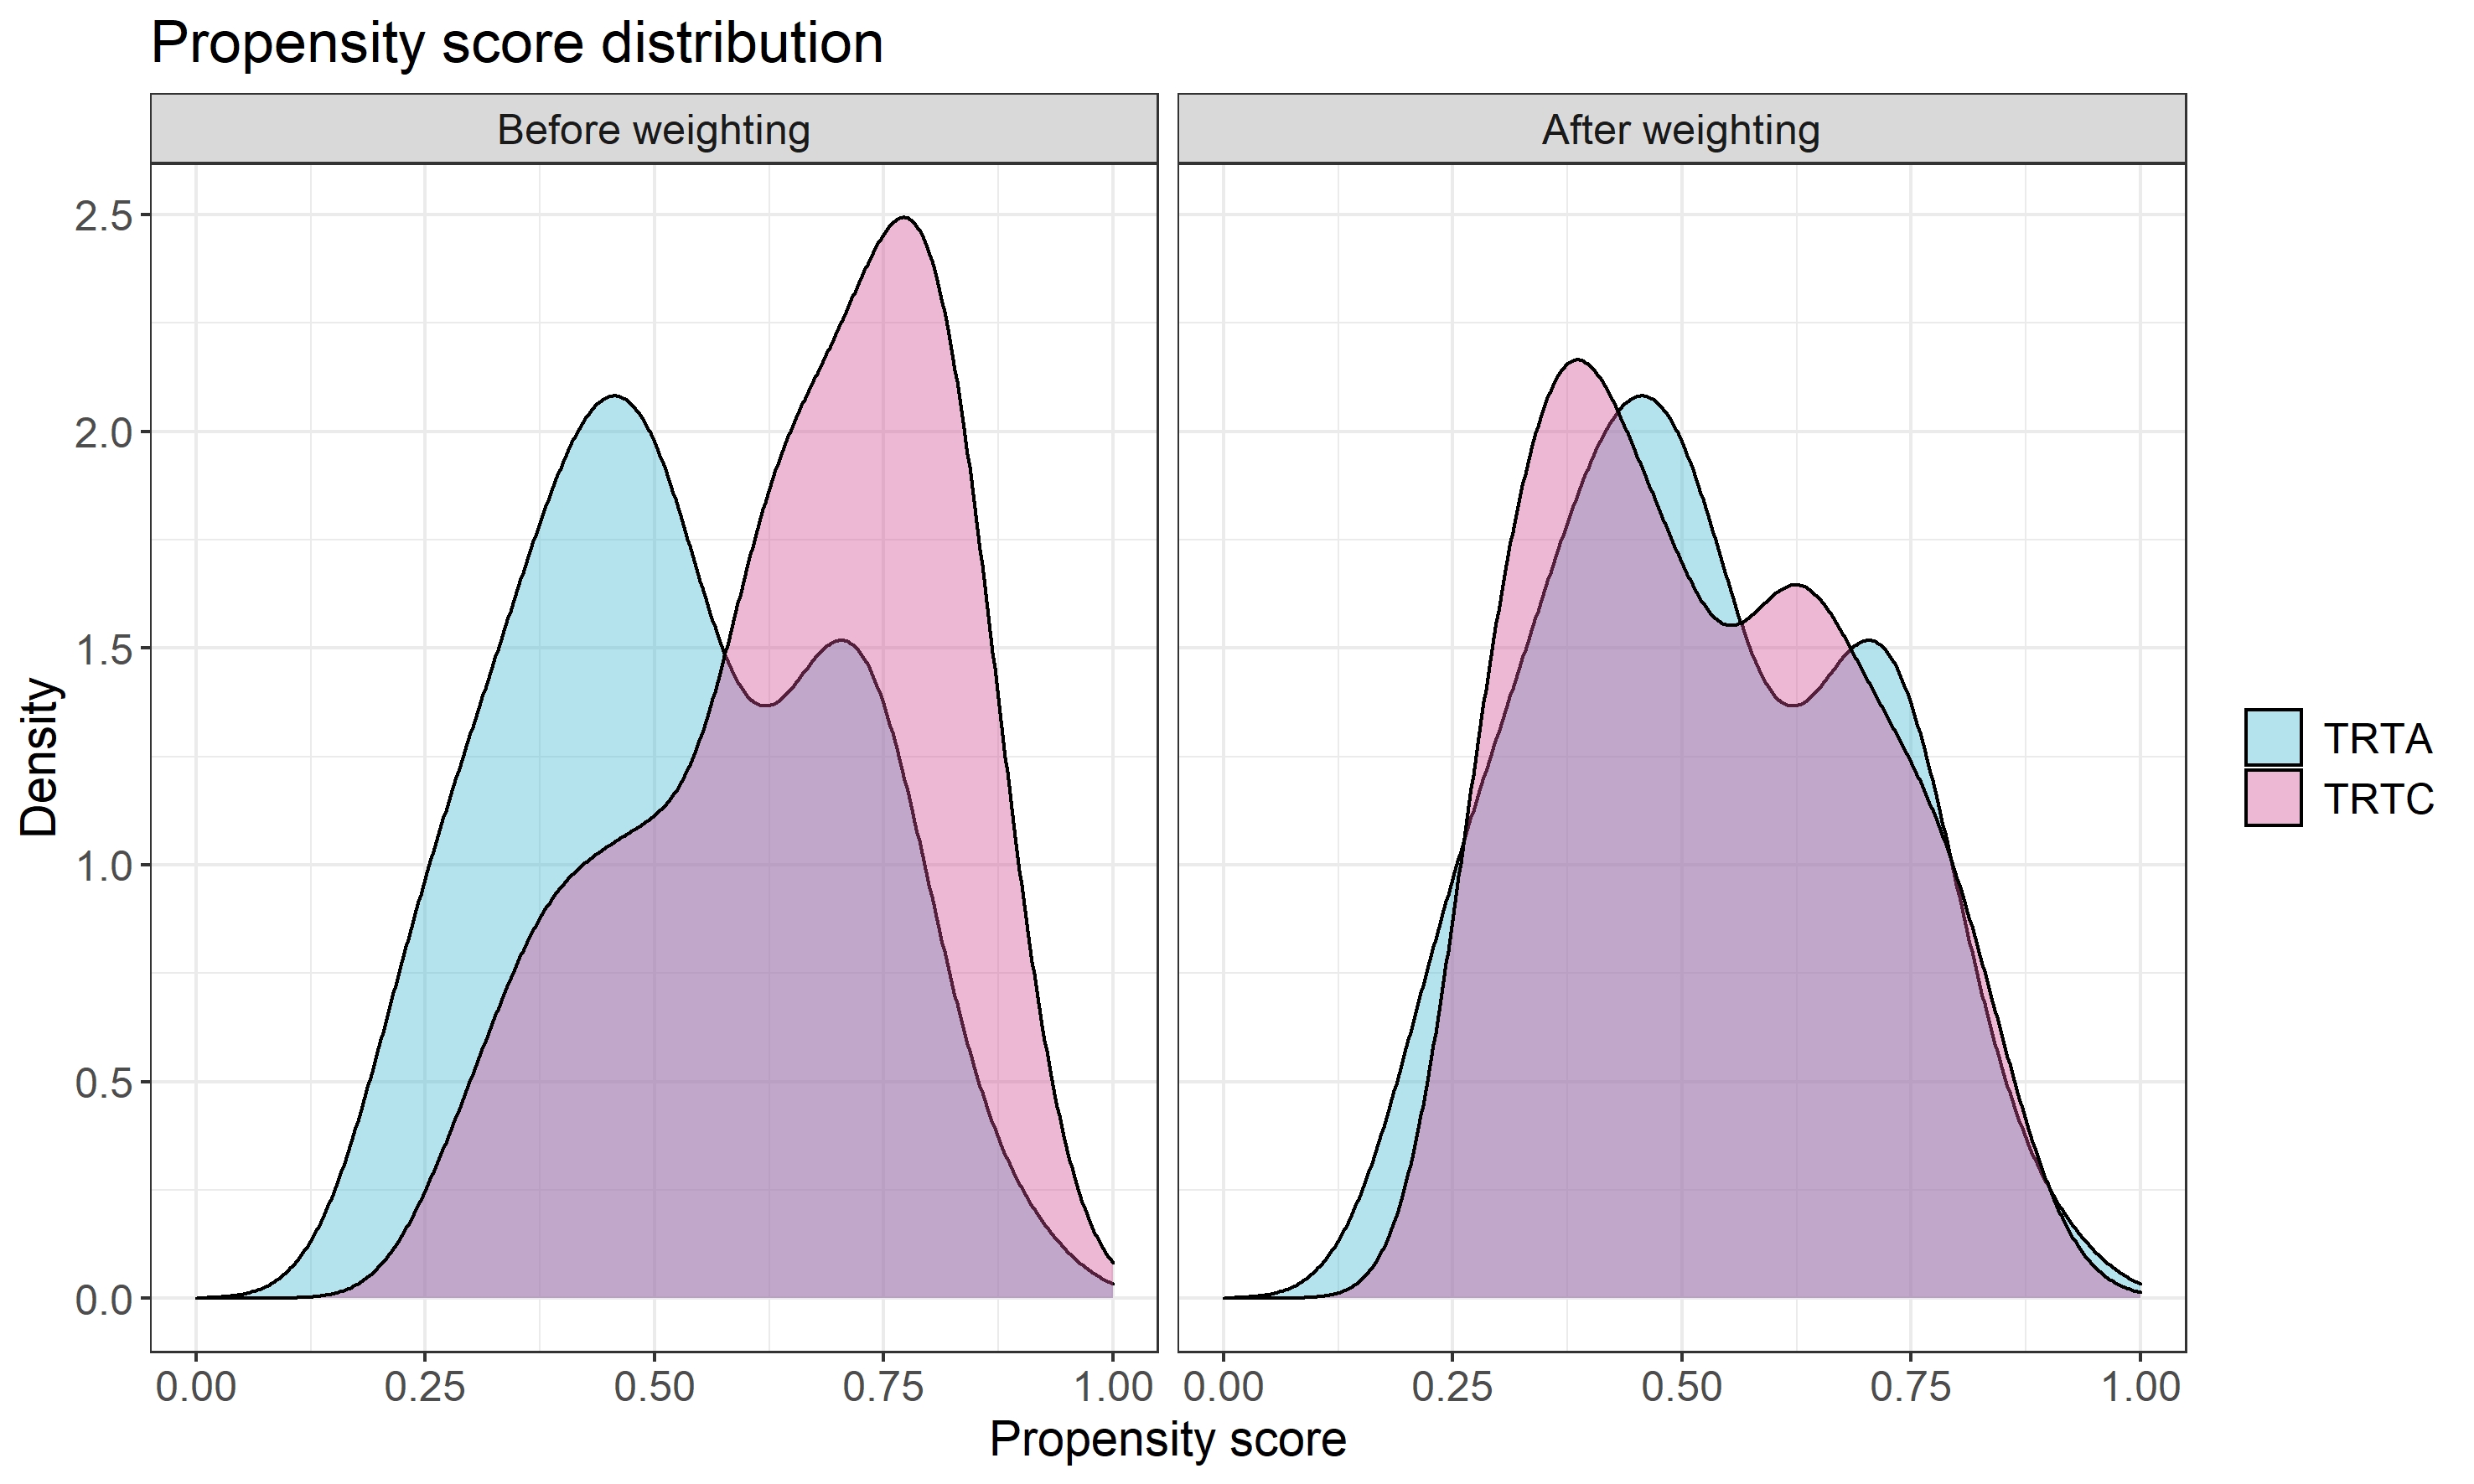 Propensity score distribution
Before weighting
After weighting
Density
2.5
2.0
1.5
1.0
0.5
0.0
0.00 0.25 0.50 0.75 1.00
0.00 0.25 0.50 0.75 1.00
Propensity score
TRTA
TRTC